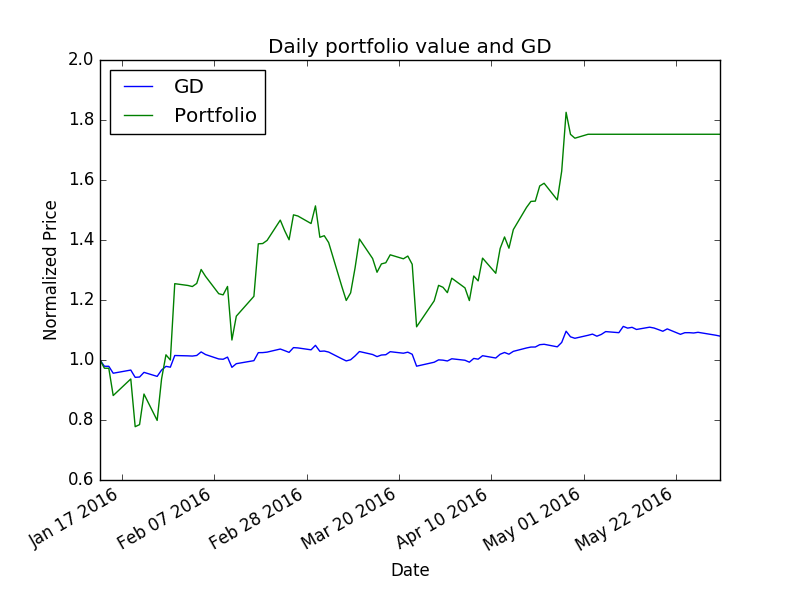 Daily portfolio value and GD
GD
Portfolio
2.0
1.8
1.6
1.4
1.2
1.0
0.8
0.6
Normalized Price
Jan 17 2016
Feb 07 2016
Feb 28 2016
Mar 20 2016
Apr 10 2016
May 01 2016
May 22 2016
Date